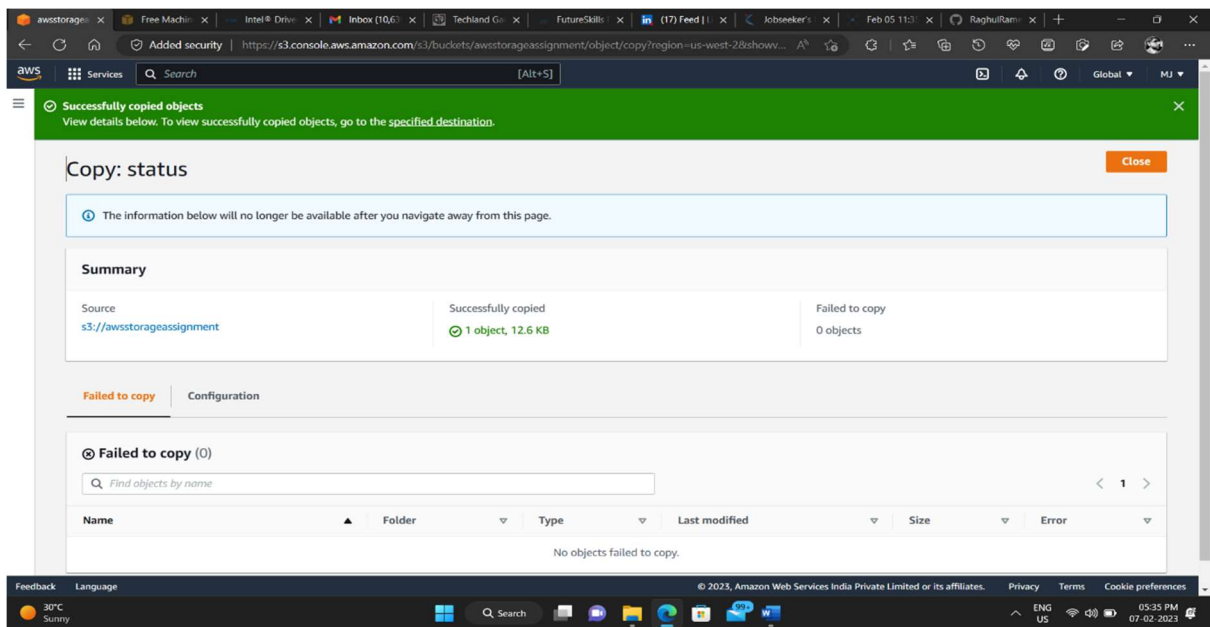 awsstoragea
Free Machin
Intel® Drive
Inbox (10,63
Techland Ga
FutureSkills
(17) Feed | L
Jobseeker's
Feb 05 11:3
RaghulRam
Added security
https://s3.console.aws.amazon.com/s3/buckets/awsstorageassignment/object/copy?region=us-west-2&showv...
aws
Services
Search
[Alt+S]
Global
MJ
Successfully copied objects
View details below. To view successfully copied objects, go to the specified destination.
Copy: status
Close
The information below will no longer be available after you navigate away from this page.
Summary
Source
s3://awsstorageassignment
Successfully copied
1 object, 12.6 KB
Failed to copy
0 objects
Failed to copy
Configuration
Failed to copy (0)
Find objects by name
1
Name
Folder
Type
Last modified
Size
Error
No objects failed to copy.
Feedback
Language
© 2023, Amazon Web Services India Private Limited or its affiliates.
Privacy
Terms
Cookie preferences
30°C
Sunny
Search
99+
ENG
US
05:35 PM
07-02-2023